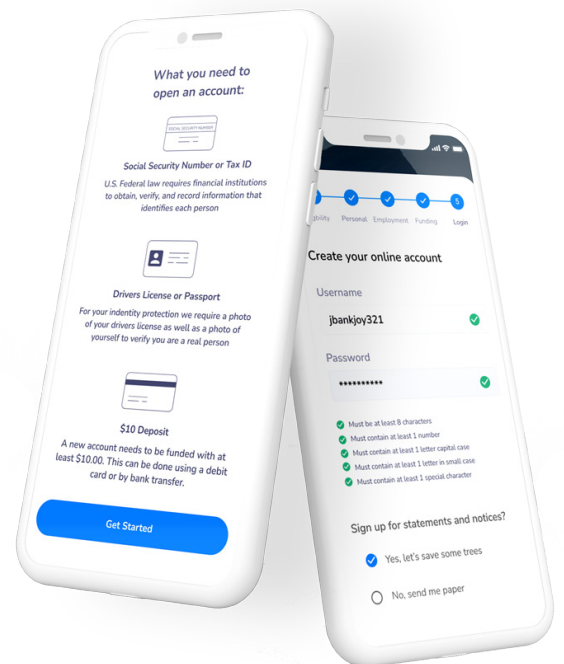 What you need to
open an account:
SOCIAL SECURITY NUMBER
Social Security Number or Tax ID
U.S. Federal law requires financial institutions
to obtain, verify, and record information that
identifies each person
Drivers License or Passport
For your indentity protection we require a photo
of your drivers license as well as a photo of
yourself to verify you are a real person
$10 Deposit
A new account needs to be funded with at
least $10.00. This can be done using a debit
card or by bank transfer.
Get Started
5
Personal Employment Funding Login
Create your online account
Username
jbankjoy321
Password
**********
Must be at least 8 characters
Must contain at least 1 number
Must contain at least 1 letter capital case
Must contain at least 1 letter in small case
Must contain at least 1 special character
Sign up for statements and notices?
Yes, let's save some trees
No, send me paper